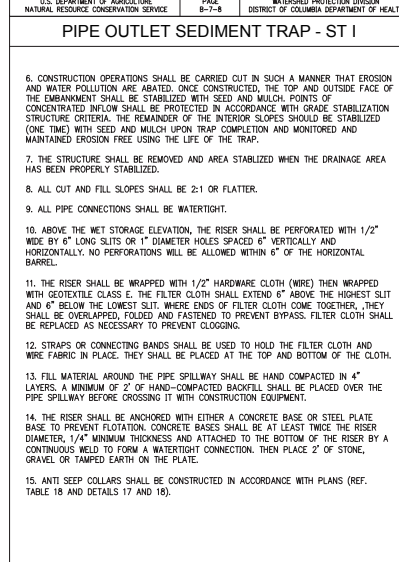 U.S. DEPARTMENT OF AGRICULTURE
NATURAL RESOURCE CONSERVATION SERVICE
PAGE
B-7-8
WATERSHED PROTECTION DIVISION
DISTRICT OF COLUMBIA DEPARTMENT OF HEALT
PIPE OUTLET SEDIMENT TRAP - ST I
6. CONSTRUCTION OPERATIONS SHALL BE CARRIED CUT IN SUCH A MANNER THAT EROSION
AND WATER POLLUTION ARE ABATED. ONCE CONSTRUCTED, THE TOP AND OUTSIDE FACE OF
THE EMBANKMENT SHALL BE STABILIZED WITH SEED AND MULCH. POINTS OF
CONCENTRATED INFLOW SHALL BE PROTECTED IN ACCORDANCE WITH GRADE STABILIZATION
STRUCTURE CRITERIA. THE REMAINDER OF THE INTERIOR SLOPES SHOULD BE STABILIZED
(ONE TIME) WITH SEED AND MULCH UPON TRAP COMPLETION AND MONITORED AND
MAINTAINED EROSION FREE USING THE LIFE OF THE TRAP.
7. THE STRUCTURE SHALL BE REMOVED AND AREA STABLIZED WHEN THE DRAINAGE AREA
HAS BEEN PROPERLY STABILIZED.
8. ALL CUT AND FILL SLOPES SHALL BE 2:1 OR FLATTER.
9. ALL PIPE CONNECTIONS SHALL BE WATERTIGHT.
10. ABOVE THE WET STORAGE ELEVATION, THE RISER SHALL BE PERFORATED WITH 1/2"
WIDE BY 6" LONG SLITS OR 1" DIAMETER HOLES SPACED 6" VERTICALLY AND
HORIZONTALLY. NO PERFORATIONS WILL BE ALLOWED WITHIN 6" OF THE HORIZONTAL
BARREL.
11. THE RISER SHALL BE WRAPPED WITH 1/2" HARDWARE CLOTH (WIRE) THEN WRAPPED
WITH GEOTEXTILE CLASS E. THE FILTER CLOTH SHALL EXTEND 6" ABOVE THE HIGHEST SLIT
AND 6" BELOW THE LOWEST SLIT. WHERE ENDS OF FILTER CLOTH COME TOGETHER, ,THEY
SHALL BE OVERLAPPED, FOLDED AND FASTENED TO PREVENT BYPASS. FILTER CLOTH SHALL
BE REPLACED AS NECESSARY TO PREVENT CLOGGING.
12. STRAPS OR CONNECTING BANDS SHALL BE USED TO HOLD THE FILTER CLOTH AND
WIRE FABRIC IN PLACE. THEY SHALL BE PLACED AT THE TOP AND BOTTOM OF THE CLOTH.
13. FILL MATERIAL AROUND THE PIPE SPILLWAY SHALL BE HAND COMPACTED IN 4"
LAYERS. A MINIMUM OF 2' OF HAND-COMPACTED BACKFILL SHALL BE PLACED OVER THE
PIPE SPILLWAY BEFORE CROSSING IT WITH CONSTRUCTION EQUIPMENT.
14. THE RISER SHALL BE ANCHORED WITH EITHER A CONCRETE BASE OR STEEL PLATE
BASE TO PREVENT FLOTATION. CONCRETE BASES SHALL BE AT LEAST TWICE THE RISER
DIAMETER, 1/4" MINIMUM THICKNESS AND ATTACHED TO THE BOTTOM OF THE RISER BY A
CONTINUOUS WELD TO FORM A WATERTIGHT CONNECTION. THEN PLACE 2' OF STONE,
GRAVEL OR TAMPED EARTH ON THE PLATE.
15. ANTI SEEP COLLARS SHALL BE CONSTRUCTED IN ACCORDANCE WITH PLANS (REF.
TABLE 18 AND DETAILS 17 AND 18).